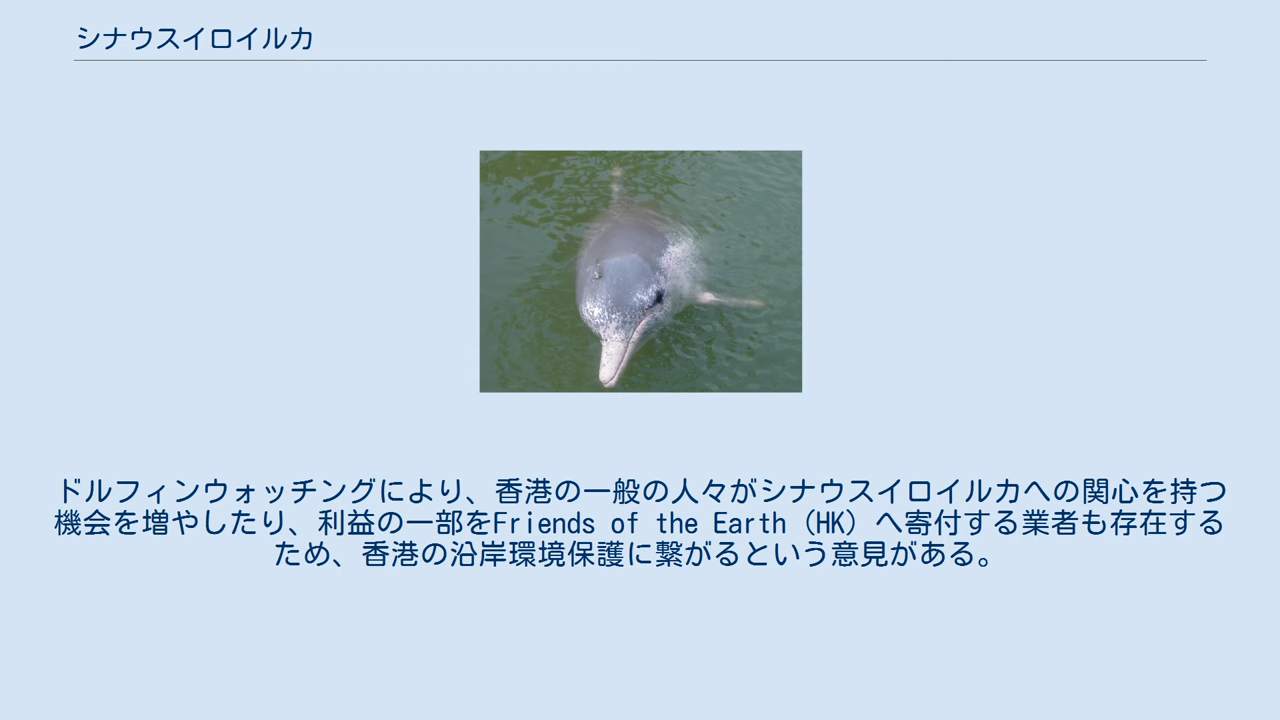 シナウスイロイルカ
ドルフィンウォッチングにより、香港の一般の人々がシナウスイロイルカへの関心を持つ
機会を増やしたり、利益の一部をFriends of the Earth（HK）へ寄付する業者も存在する
ため、香港の沿岸環境保護に繋がるという意見がある。